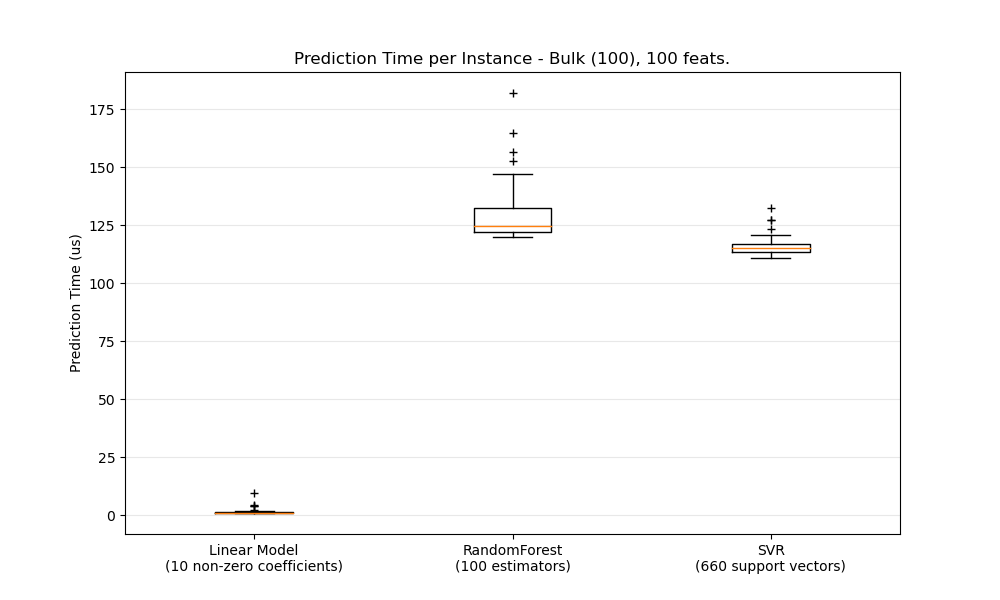 Prediction Time per Instance - Bulk (100), 100 feats.
Prediction Time (us)
175
150
125
100
75
50
25
0
Linear Model
(10 non-zero coefficients)
RandomForest
(100 estimators)
SVR
(660 support vectors)